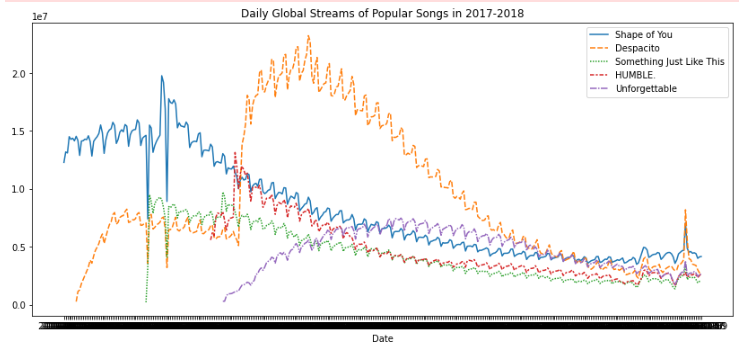 Daily Global Streams of Popular Songs in 2017-2018
1e7
Shape of You
Despacito
Something Just Like This
HUMBLE.
Unforgettable
2.0
1.5
1.0
0.5
0.0
Date